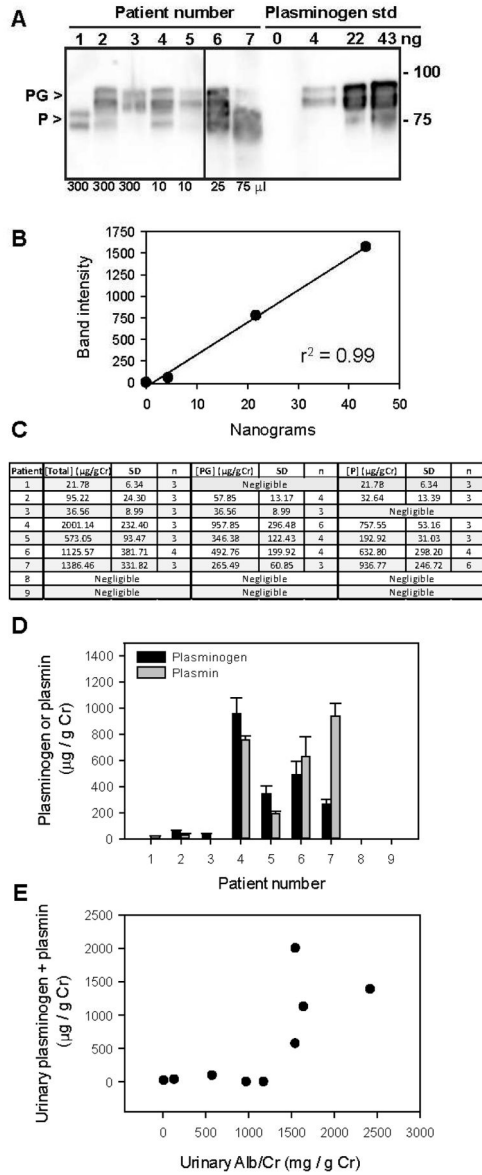 A
Patient number Plasminogen std
1 2 3 4 5 6 7 0 4 22 43 ng
- 100
PG >
P >
- 75
300 300 300 10 10 25 75 µl
B
Band intensity
1750
1500
1250
1000
750
500
250
0
r² = 0.99
0 10 20 30 40 50
Nanograms
C
Patient [Total] (µg/gCr) SD n [PG] (µg/gCr) SD n [P] (µg/gCr) SD n
1 21.78 6.34 3 Negligible 21.78 6.34 3
2 95.22 24.30 3 57.85 13.17 4 32.64 13.39 3
3 36.56 8.99 3 36.56 8.99 3 Negligible
4 2001.14 232.40 3 957.85 296.48 6 757.55 53.16 3
5 573.05 93.47 3 346.38 122.43 4 192.92 31.03 3
6 1125.57 381.71 4 492.76 199.92 4 632.80 298.20 4
7 1386.46 331.82 3 265.49 60.85 3 936.77 246.72 6
8 Negligible Negligible Negligible
9 Negligible Negligible Negligible
D
Plasminogen or plasmin
(µg / g Cr)
1400
1200
1000
800
600
400
200
0
Plasminogen
Plasmin
1 2 3 4 5 6 7 8 9
Patient number
E
Urinary plasminogen + plasmin
(µg / g Cr)
2500
2000
1500
1000
500
0
0 500 1000 1500 2000 2500 3000
Urinary Alb/Cr (mg / g Cr)